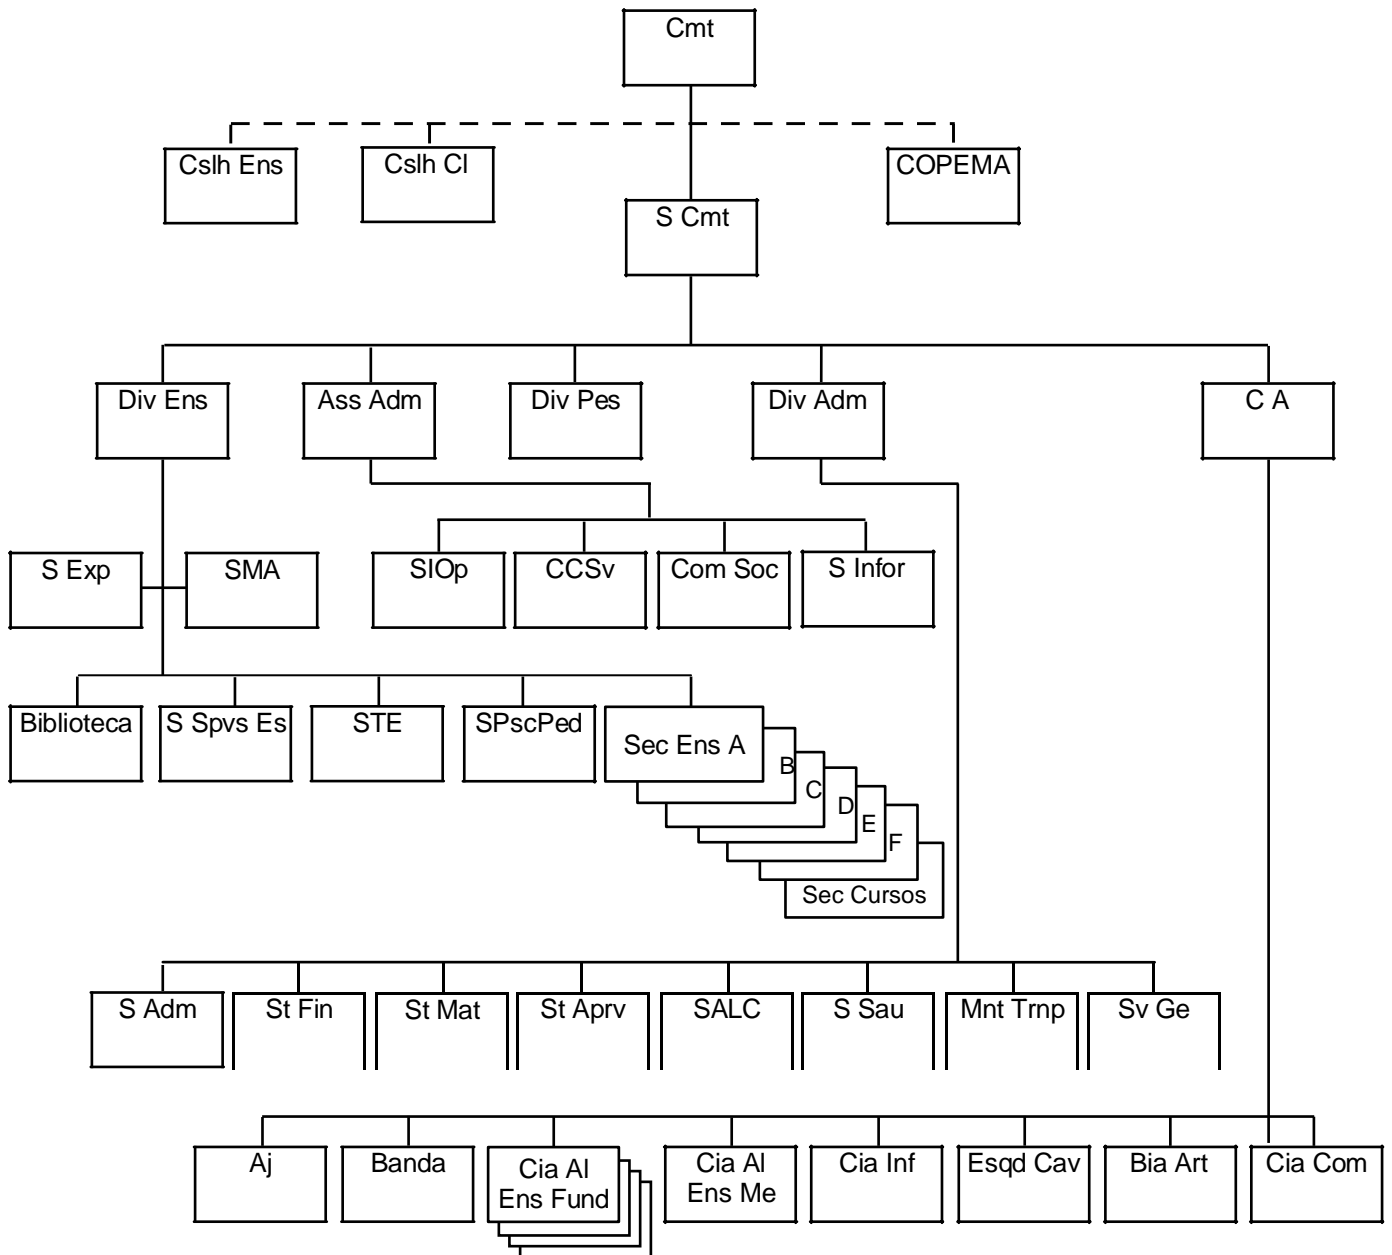 Cmt
Cslh Ens
Cslh Cl
COPEMA
S Cmt
Div Ens
Ass Adm
Div Pes
Div Adm
C A
S Exp
SMA
SIOp
CCSv
Com Soc
S Infor
Biblioteca
S Spvs Es
STE
SPscPed
Sec Ens A
B
C
D
E
F
Sec Cursos
S Adm
St Fin
St Mat
St Aprv
SALC
S Sau
Mnt Trnp
Sv Ge
Aj
Banda
Cia Al
Ens Fund
Cia Al
Ens Me
Cia Inf
Esqd Cav
Bia Art
Cia Com